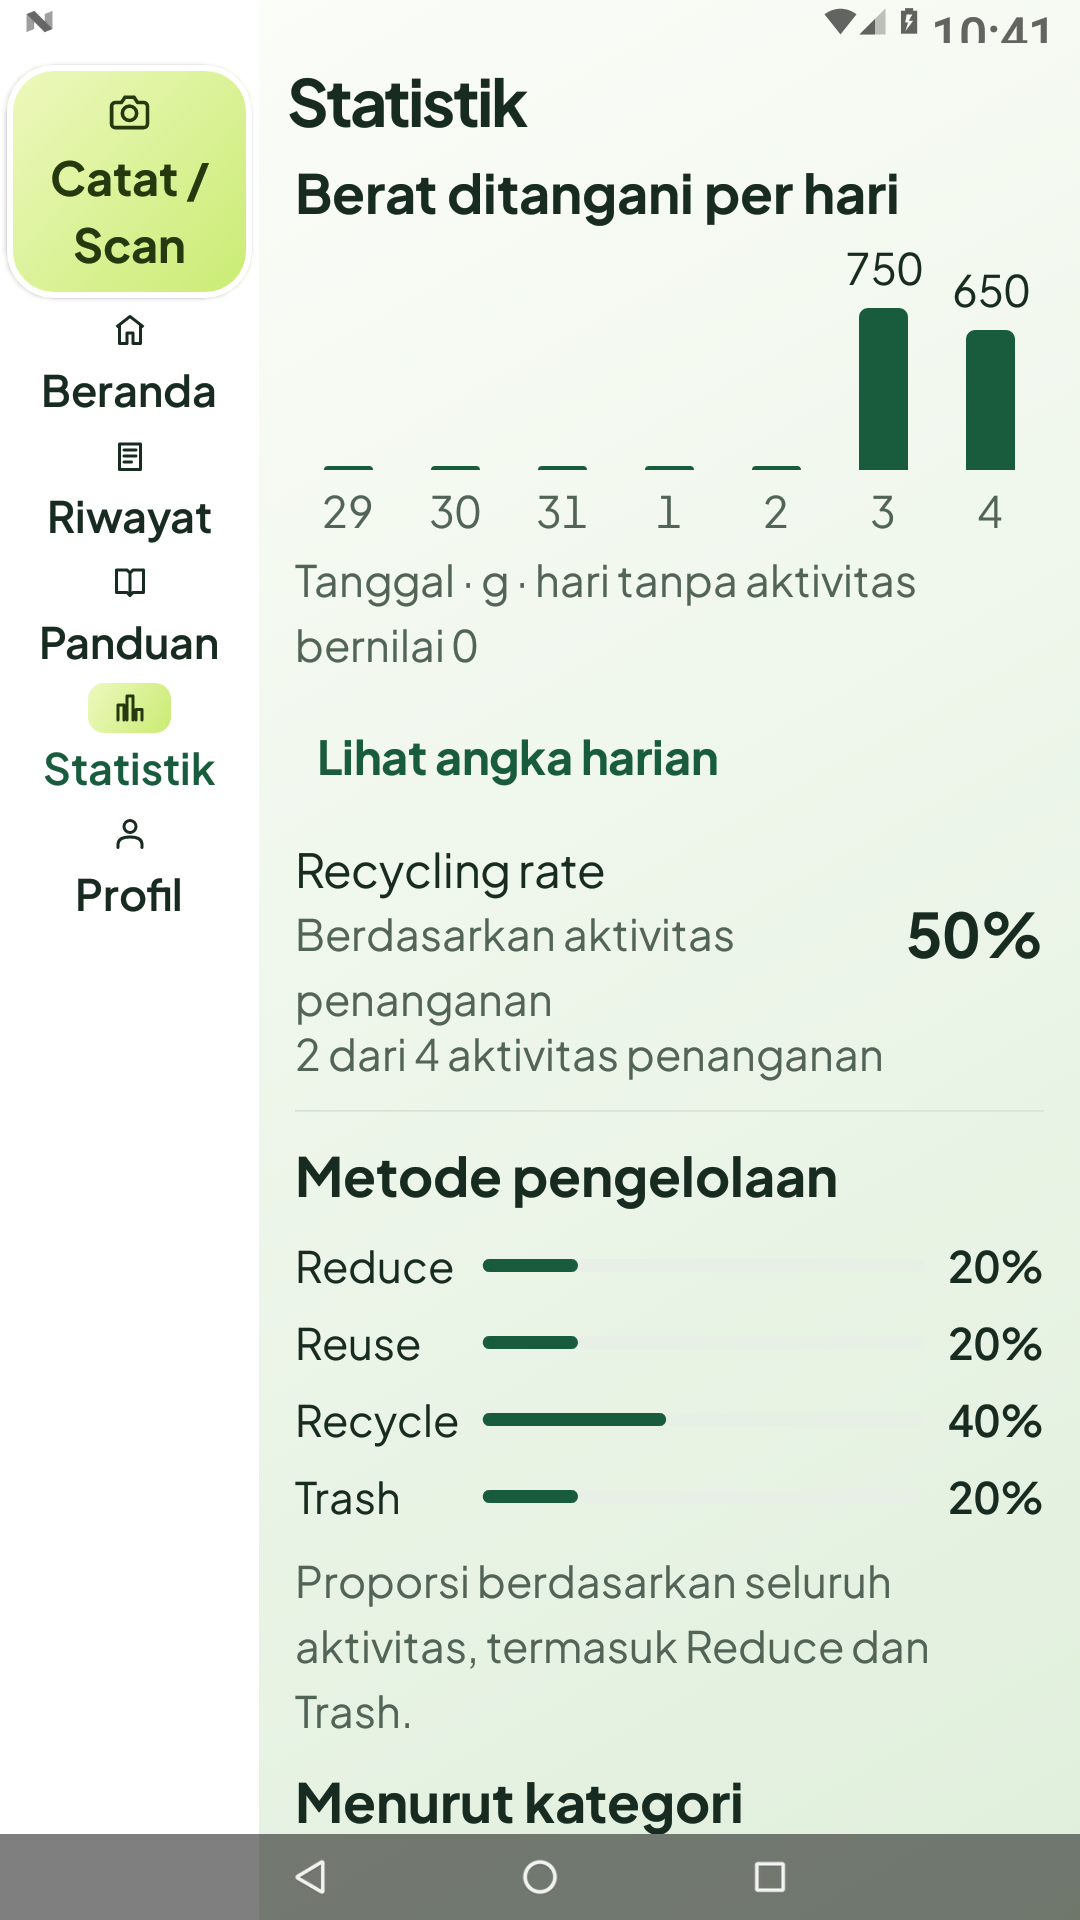 10:41
Catat /
Scan
Beranda
Riwayat
Panduan
Statistik
Profil
Statistik
Berat ditangani per hari
750
650
29 30 31 1 2 3 4
Tanggal · g · hari tanpa aktivitas
bernilai 0
Lihat angka harian
Recycling rate
Berdasarkan aktivitas
penanganan
50%
2 dari 4 aktivitas penanganan
Metode pengelolaan
Reduce 20%
Reuse 20%
Recycle 40%
Trash 20%
Proporsi berdasarkan seluruh
aktivitas, termasuk Reduce dan
Trash.
Menurut kategori